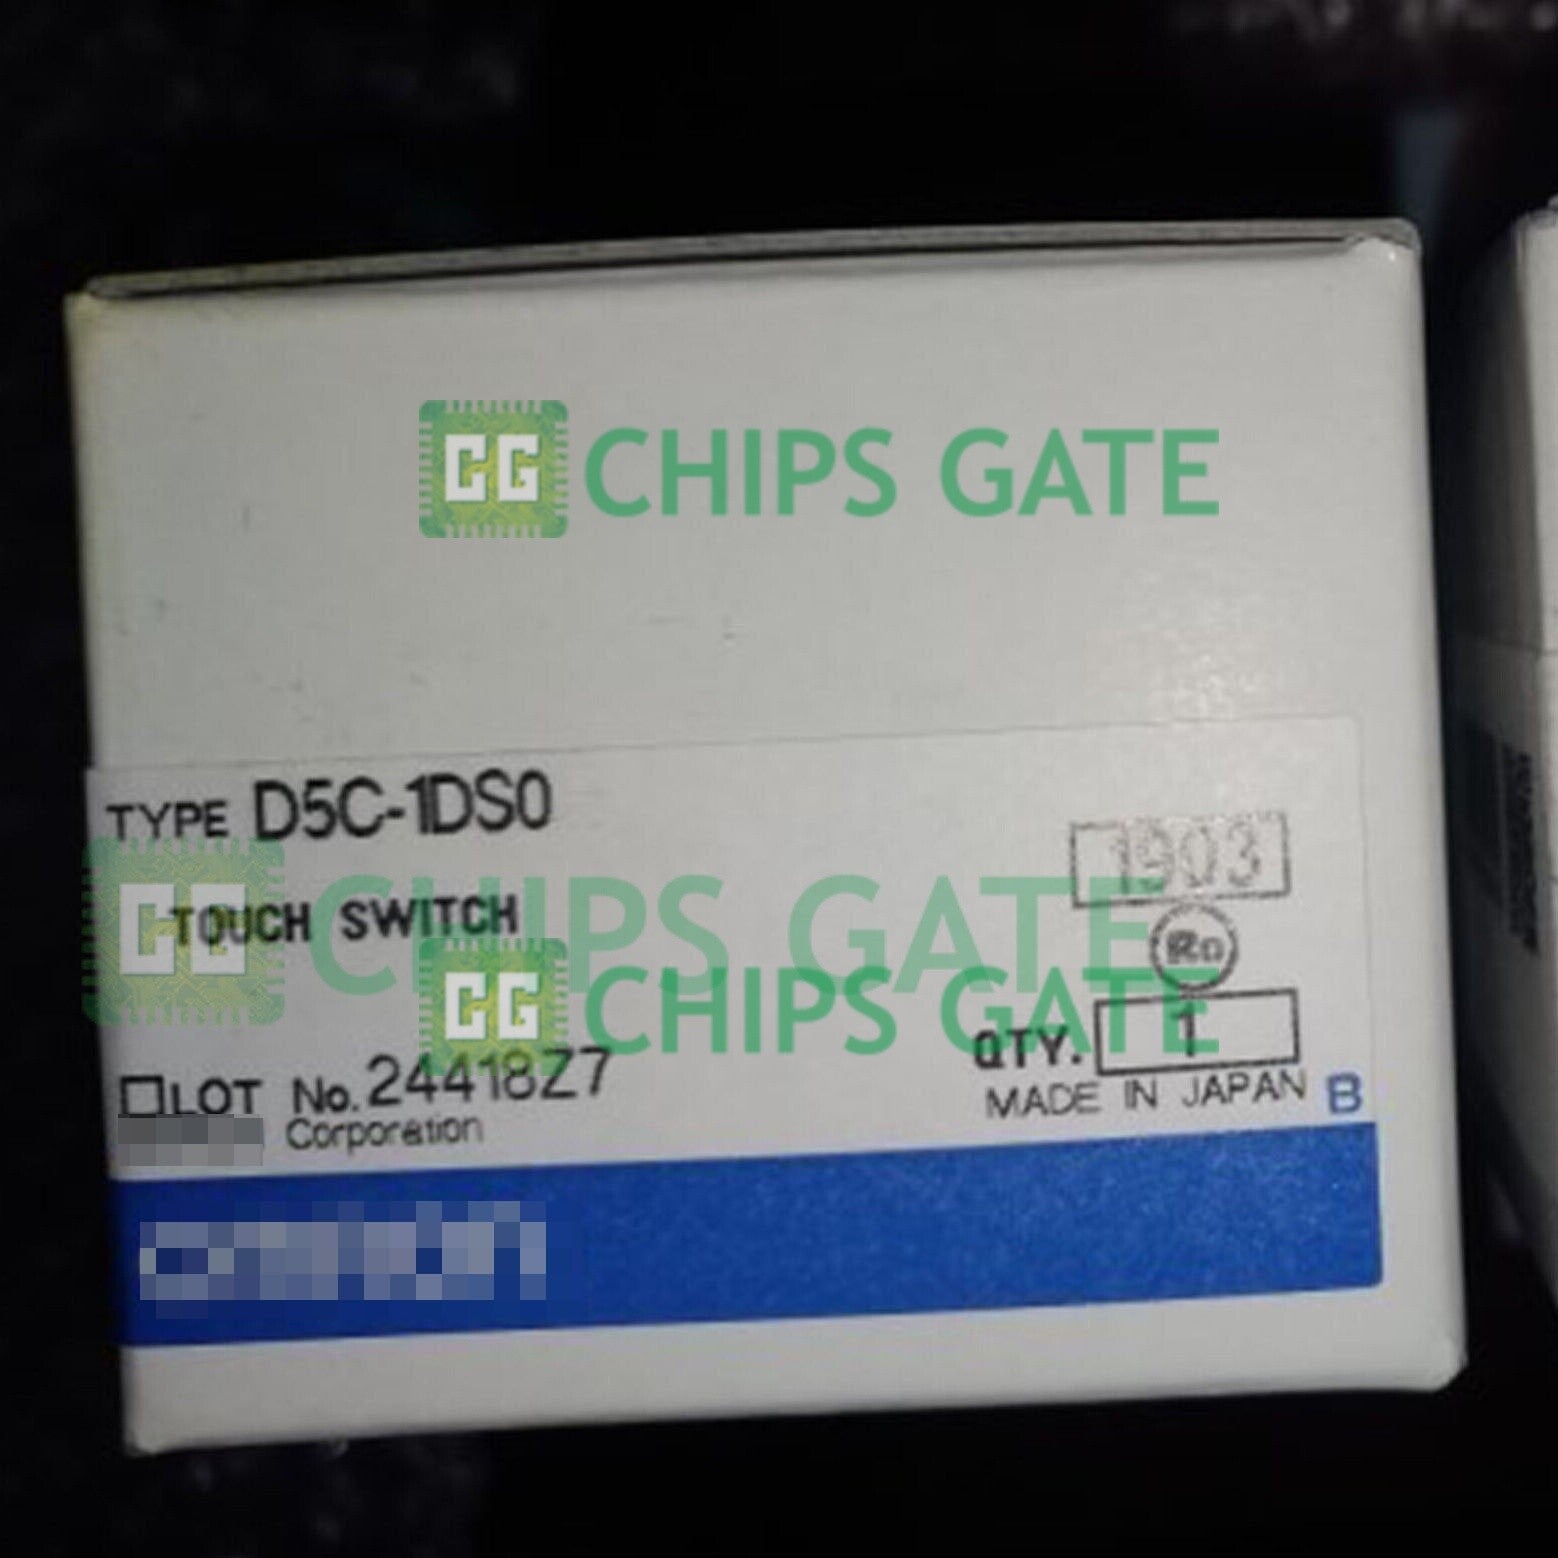 CG CHIPS GATE
TYPE D5C-1DS0
1903
CG CHIPS GATE
TOUCH SWITCH
CG CHIPS GATE
QTY. 1
LOT No. 24418Z7
MADE IN JAPAN B
Corporation